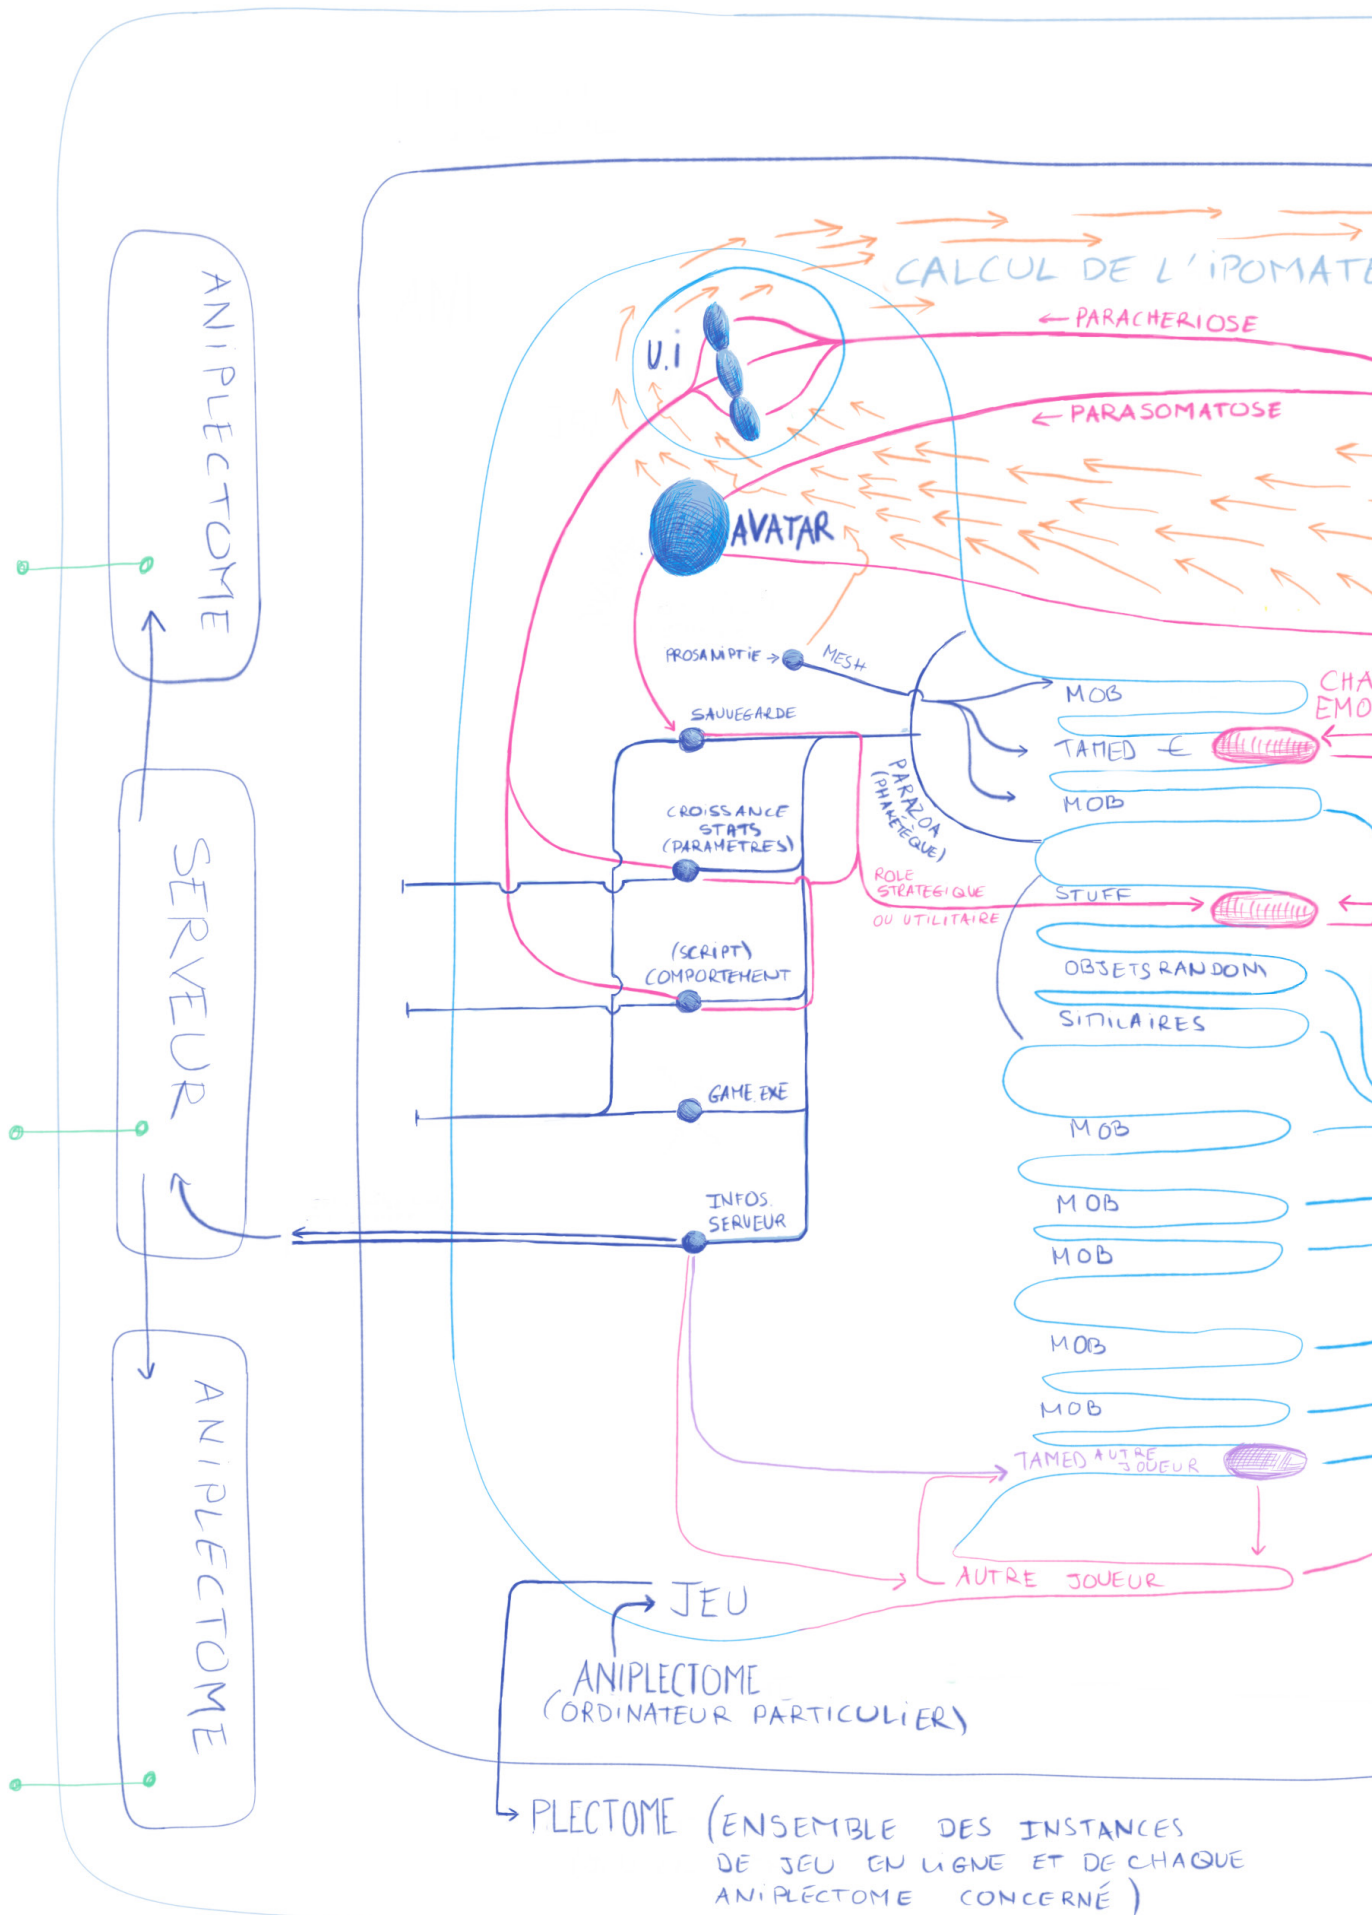 CALCUL DE L'iPOMATE
← PARACHERIOSE
U.i
← PARASOMATOSE
AVATAR
ANiPLECTOME
PROSANiPTiE → MESH
MOB
CHA
EMO
SAUVEGARDE
TAMED
PARAZOA
(PHAKÉTÈQUE)
MOB
CROiSSANCE
STATS
(PARAMETRES)
SERVEUR
ROLE
STRATEGIQUE
OU UTiLiTAiRE
STUFF
(SCRiPT)
COMPORTEMENT
OBJETS RANDOM
SiMiLAiRES
GAME.EXE
MOB
INFOS.
SERVEUR
MOB
MOB
MOB
MOB
TAMED AUTRE
JOUEUR
ANiPLECTOME
AUTRE JOUEUR
JEU
ANIPLECTOME
(ORDiNATEUR PARTiCULiER)
PLECTOME (ENSEMBLE DES INSTANCES
DE JEU EN LiGNE ET DE CHAQUE
ANiPLECTOME CONCERNÉ)